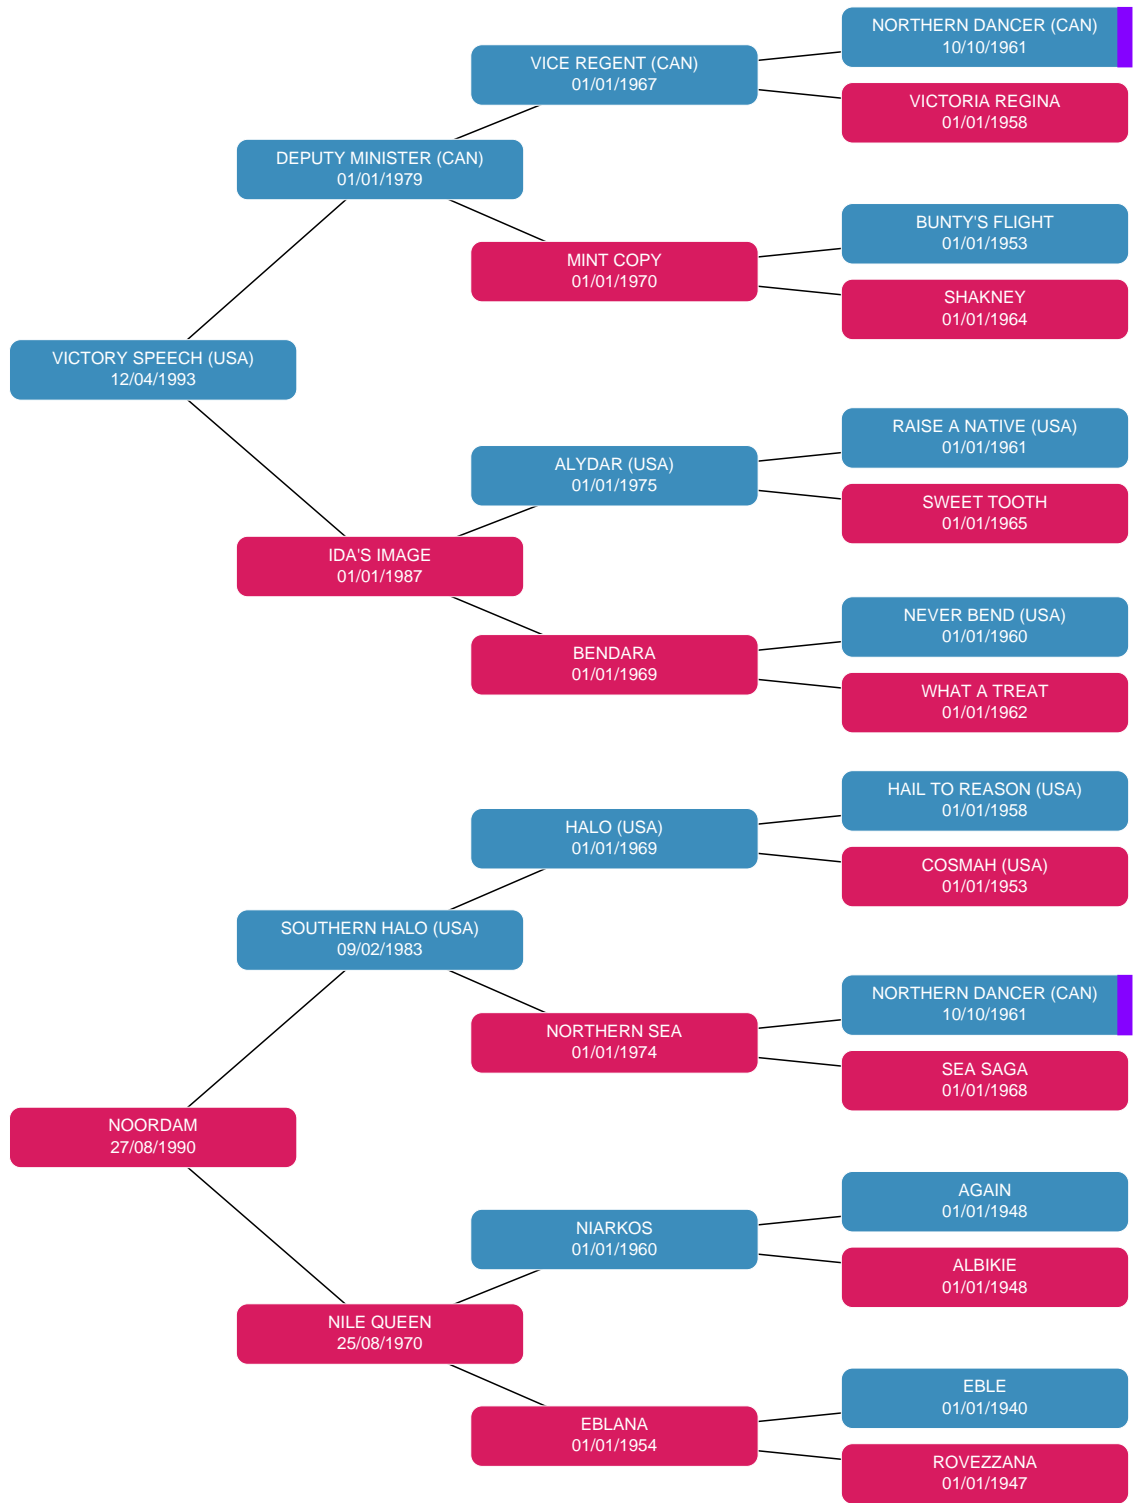 NORTHERN DANCER (CAN)
10/10/1961
VICE REGENT (CAN)
01/01/1967
VICTORIA REGINA
01/01/1958
DEPUTY MINISTER (CAN)
01/01/1979
BUNTY'S FLIGHT
01/01/1953
MINT COPY
01/01/1970
SHAKNEY
01/01/1964
VICTORY SPEECH (USA)
12/04/1993
RAISE A NATIVE (USA)
01/01/1961
ALYDAR (USA)
01/01/1975
SWEET TOOTH
01/01/1965
IDA'S IMAGE
01/01/1987
NEVER BEND (USA)
01/01/1960
BENDARA
01/01/1969
WHAT A TREAT
01/01/1962
HAIL TO REASON (USA)
01/01/1958
HALO (USA)
01/01/1969
COSMAH (USA)
01/01/1953
SOUTHERN HALO (USA)
09/02/1983
NORTHERN DANCER (CAN)
10/10/1961
NORTHERN SEA
01/01/1974
SEA SAGA
01/01/1968
NOORDAM
27/08/1990
AGAIN
01/01/1948
NIARKOS
01/01/1960
ALBIKIE
01/01/1948
NILE QUEEN
25/08/1970
EBLE
01/01/1940
EBLANA
01/01/1954
ROVEZZANA
01/01/1947